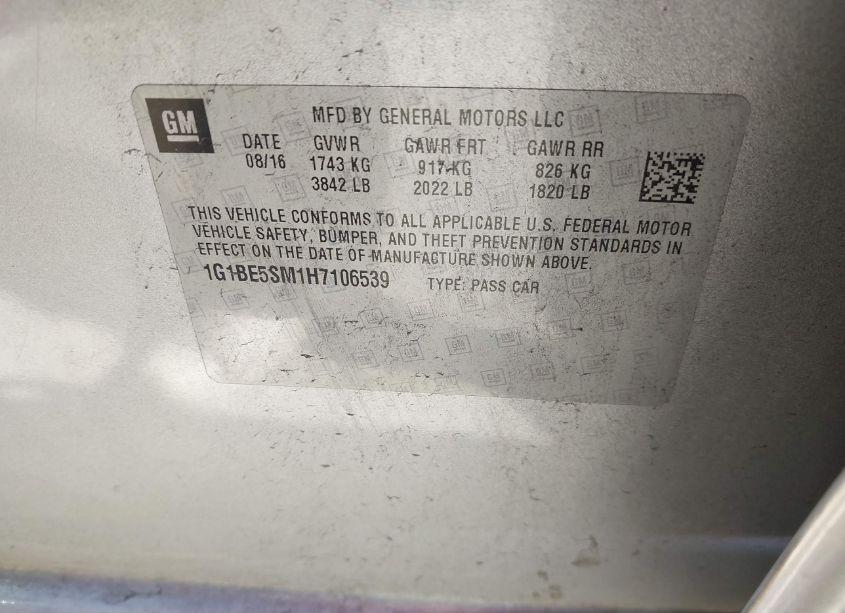 GM
MFD BY GENERAL MOTORS LLC
DATE GVWR GAWR FRT GAWR RR
08/16 1743 KG 917 KG 826 KG
3842 LB 2022 LB 1820 LB
THIS VEHICLE CONFORMS TO ALL APPLICABLE U.S. FEDERAL MOTOR
VEHICLE SAFETY, BUMPER, AND THEFT PREVENTION STANDARDS IN
EFFECT ON THE DATE OF MANUFACTURE SHOWN ABOVE.
1G1BE5SM1H7106539 TYPE: PASS CAR